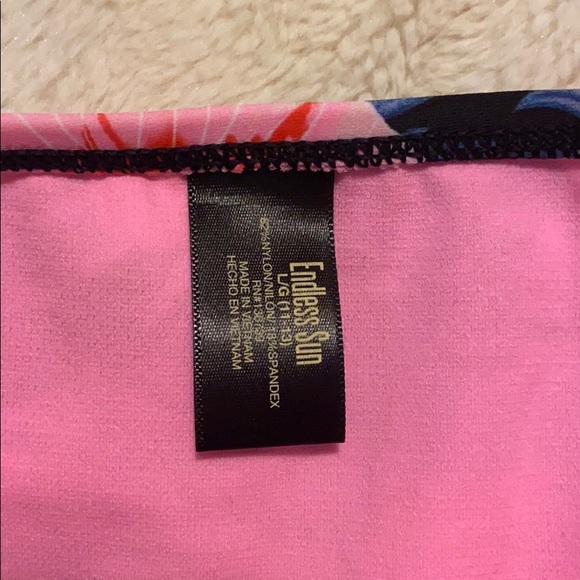 Endless Sun
L/G (11-13)
82%NYLON/NILON/18%SPANDEX
MADE IN VIETNAM
HECHO EN VIETNAM